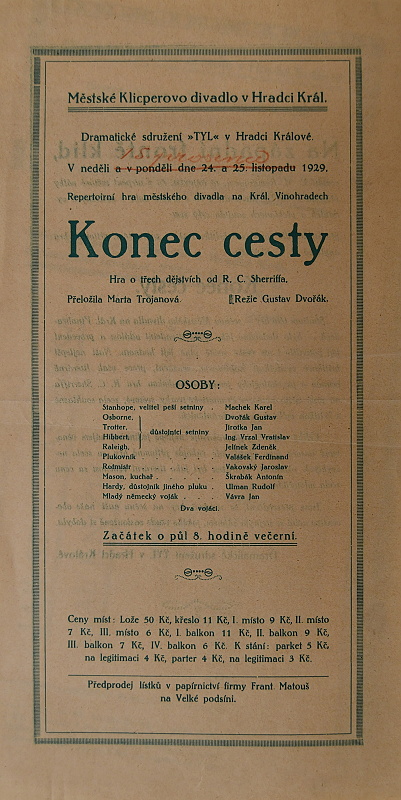 Městské Klicperovo divadlo v Hradci Král.
Dramatické sdružení »TYL« v Hradci Králové.
V neděli a v pondělí dne 24. a 25. listopadu 1929.
Repertoirní hra městského divadla na Král. Vinohradech
Konec cesty
Hra o třech dějstvích od R. C. Sherriffa.
Přeložila Marta Trojanová. Režie Gustav Dvořák.
OSOBY:
Stanhope, velitel pěší setniny . Machek Karel
Osborne, Dvořák Gustav
Trotter, Jirotka Jan
Hibbert, důstojníci setniny Ing. Vrzal Vratislav
Raleigh, Jelínek Zdeněk
Plukovník . . . . Valášek Ferdinand
Rotmistr . . . . Vakovský Jaroslav
Mason, kuchař . . . . Škrabák Antonín
Hardy, důstojník jiného pluku . Ullman Rudolf
Mladý německý voják . . . Vávra Jan
Dva vojáci.
Začátek o půl 8. hodině večerní.
Ceny míst: Lože 50 Kč, křeslo 11 Kč, I. místo 9 Kč, II. místo
7 Kč, III. místo 6 Kč, I. balkon 11 Kč, II. balkon 9 Kč,
III. balkon 7 Kč, IV. balkon 6 Kč. K stání: parket 5 Kč,
na legitimaci 4 Kč, parter 4 Kč, na legitimaci 3 Kč.
Předprodej lístků v papírnictví firmy Frant. Matouš
na Velké podsíni.